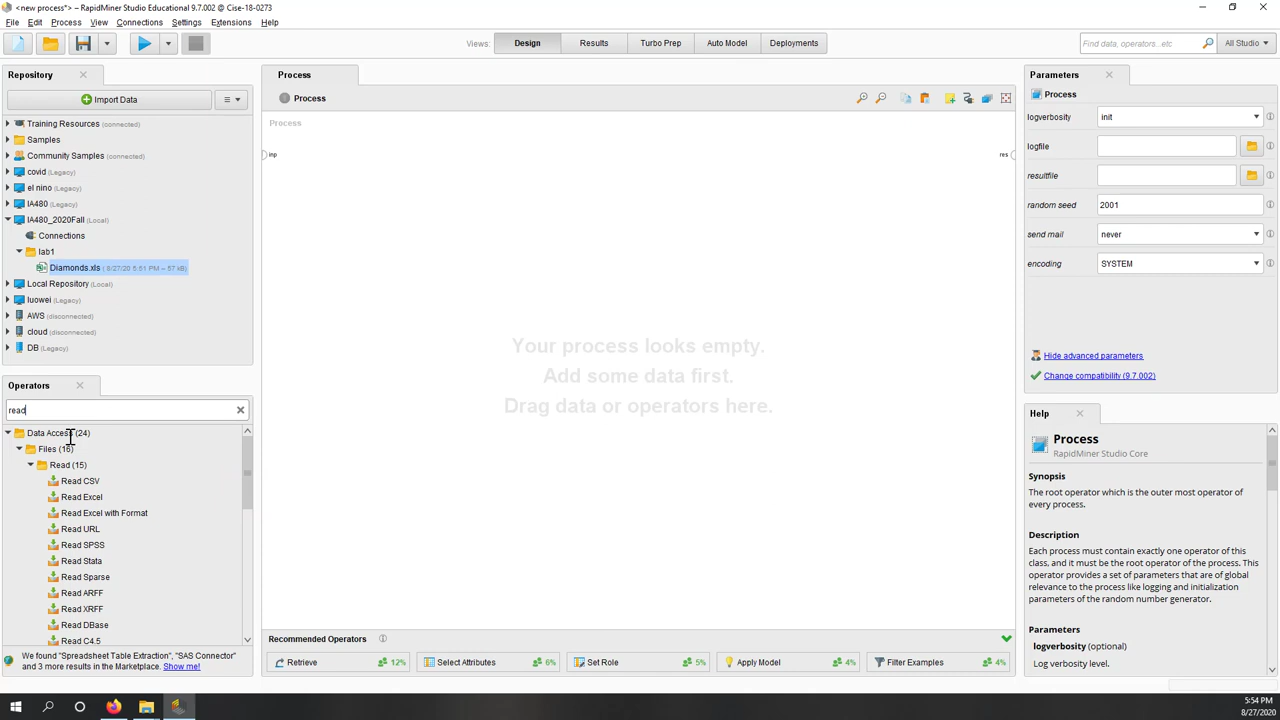 <new process*> – RapidMiner Studio Educational 9.7.002 @ Cise-18-0273
File Edit Process View Connections Settings Extensions Help
Views: Design Results Turbo Prep Auto Model Deployments Find data, operators...etc All Studio
Repository
Import Data
Training Resources (connected)
Samples
Community Samples (connected)
covid (Legacy)
el nino (Legacy)
IA480 (Legacy)
IA480_2020Fall (Local)
Connections
lab1
Diamonds.xls (8/27/20 5:51 PM – 57 kB)
Local Repository (Local)
luowei (Legacy)
AWS (disconnected)
cloud (disconnected)
DB (Legacy)
Operators
read
Data Access (24)
Files (16)
Read (15)
Read CSV
Read Excel
Read Excel with Format
Read URL
Read SPSS
Read Stata
Read Sparse
Read ARFF
Read XRFF
Read DBase
Read C4.5
We found "Spreadsheet Table Extraction", "SAS Connector"
and 3 more results in the Marketplace. Show me!
Process
Process
Process
inp
res
Your process looks empty.
Add some data first.
Drag data or operators here.
Recommended Operators
Retrieve 12% Select Attributes 6% Set Role 5% Apply Model 4% Filter Examples 4%
Parameters
Process
logverbosity init
logfile
resultfile
random seed 2001
send mail never
encoding SYSTEM
Hide advanced parameters
Change compatibility (9.7.002)
Help
Process
RapidMiner Studio Core
Synopsis
The root operator which is the outer most operator of
every process.
Description
Each process must contain exactly one operator of this
class, and it must be the root operator of the process. This
operator provides a set of parameters that are of global
relevance to the process like logging and initialization
parameters of the random number generator.
Parameters
logverbosity (optional)
Log verbosity level.
5:54 PM
8/27/2020